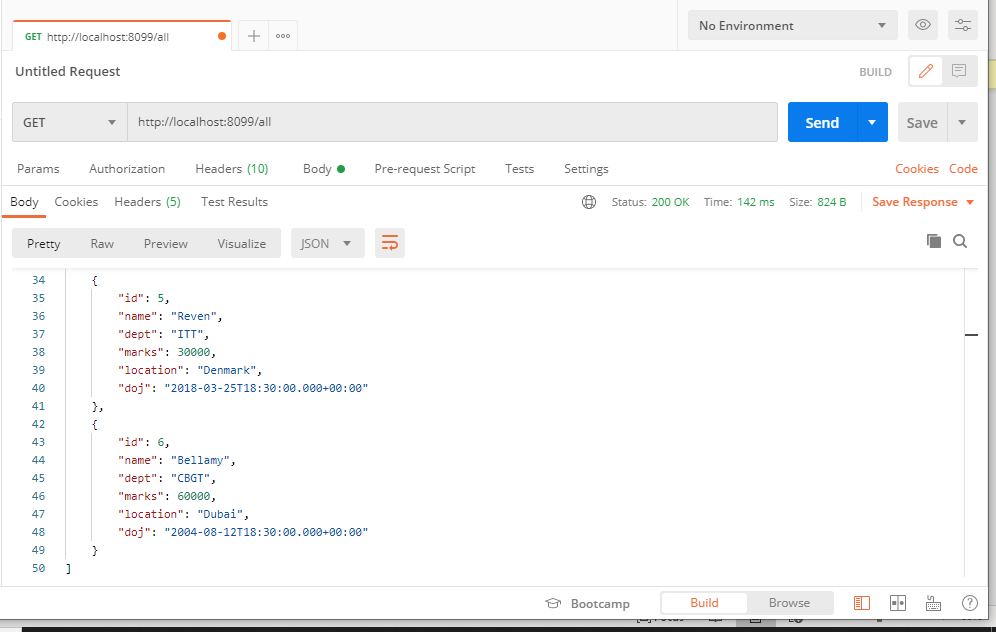 GET http://localhost:8099/all
No Environment
Untitled Request
BUILD
GET http://localhost:8099/all Send Save
Params Authorization Headers (10) Body Pre-request Script Tests Settings Cookies Code
Body Cookies Headers (5) Test Results Status: 200 OK Time: 142 ms Size: 824 B Save Response
Pretty Raw Preview Visualize JSON
34 {
35 "id": 5,
36 "name": "Reven",
37 "dept": "ITT",
38 "marks": 30000,
39 "location": "Denmark",
40 "doj": "2018-03-25T18:30:00.000+00:00"
41 },
42 {
43 "id": 6,
44 "name": "Bellamy",
45 "dept": "CBGT",
46 "marks": 60000,
47 "location": "Dubai",
48 "doj": "2004-08-12T18:30:00.000+00:00"
49 }
50 ]
Bootcamp Build Browse